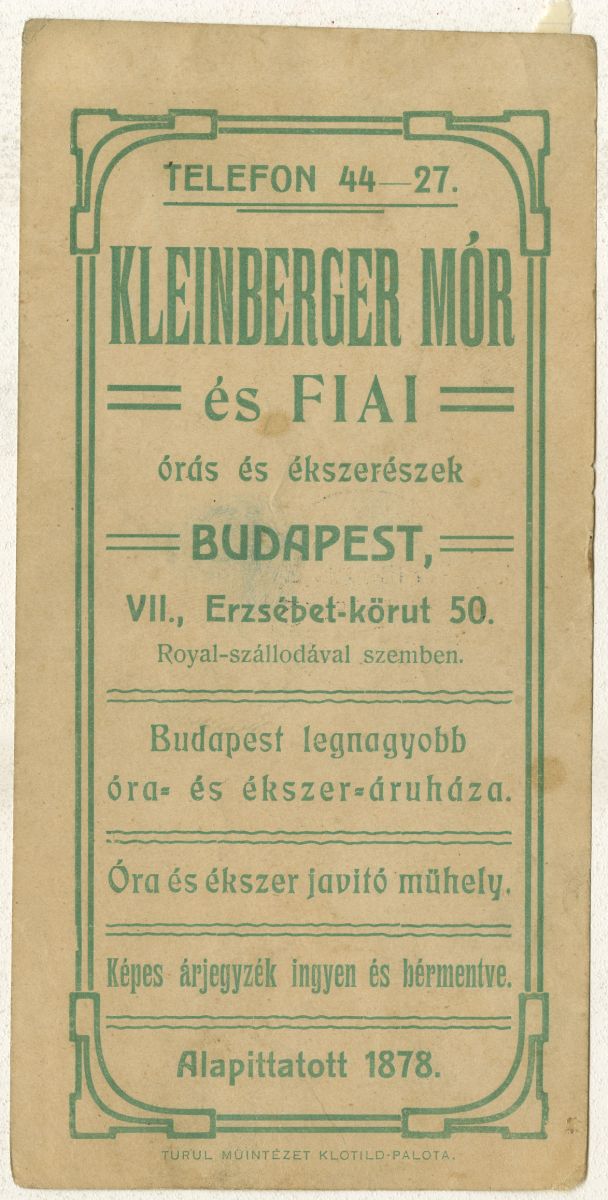 TELEFON 44—27.
KLEINBERGER MÓR
és FIAI
órás és ékszerészek
BUDAPEST,
VII., Erzsébet-körut 50.
Royal-szállodával szemben.
Budapest legnagyobb
óra- és ékszer-áruháza.
Óra és ékszer javitó műhely.
Képes árjegyzék ingyen és bérmentve.
Alapittatott 1878.
TURUL MŰINTÉZET KLOTILD-PALOTA.